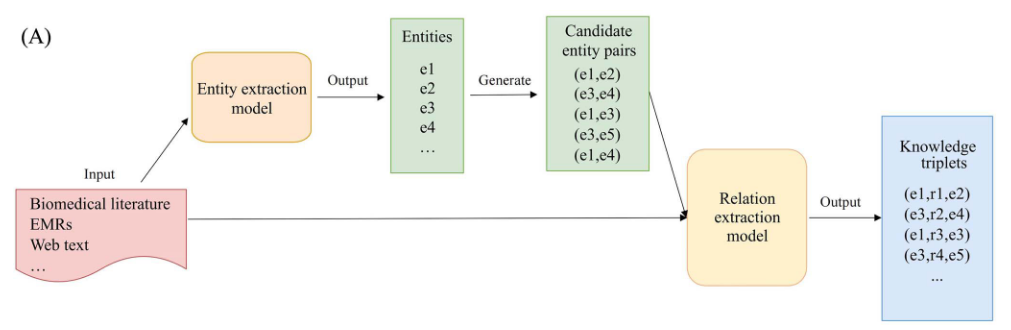 (A)
Entity extraction
model
Input
Biomedical literature
EMRs
Web text
…
Output
Entities
e1
e2
e3
e4
…
Generate
Candidate
entity pairs
(e1,e2)
(e3,e4)
(e1,e3)
(e3,e5)
(e1,e4)
Relation
extraction
model
Output
Knowledge
triplets
(e1,r1,e2)
(e3,r2,e4)
(e1,r3,e3)
(e3,r4,e5)
...